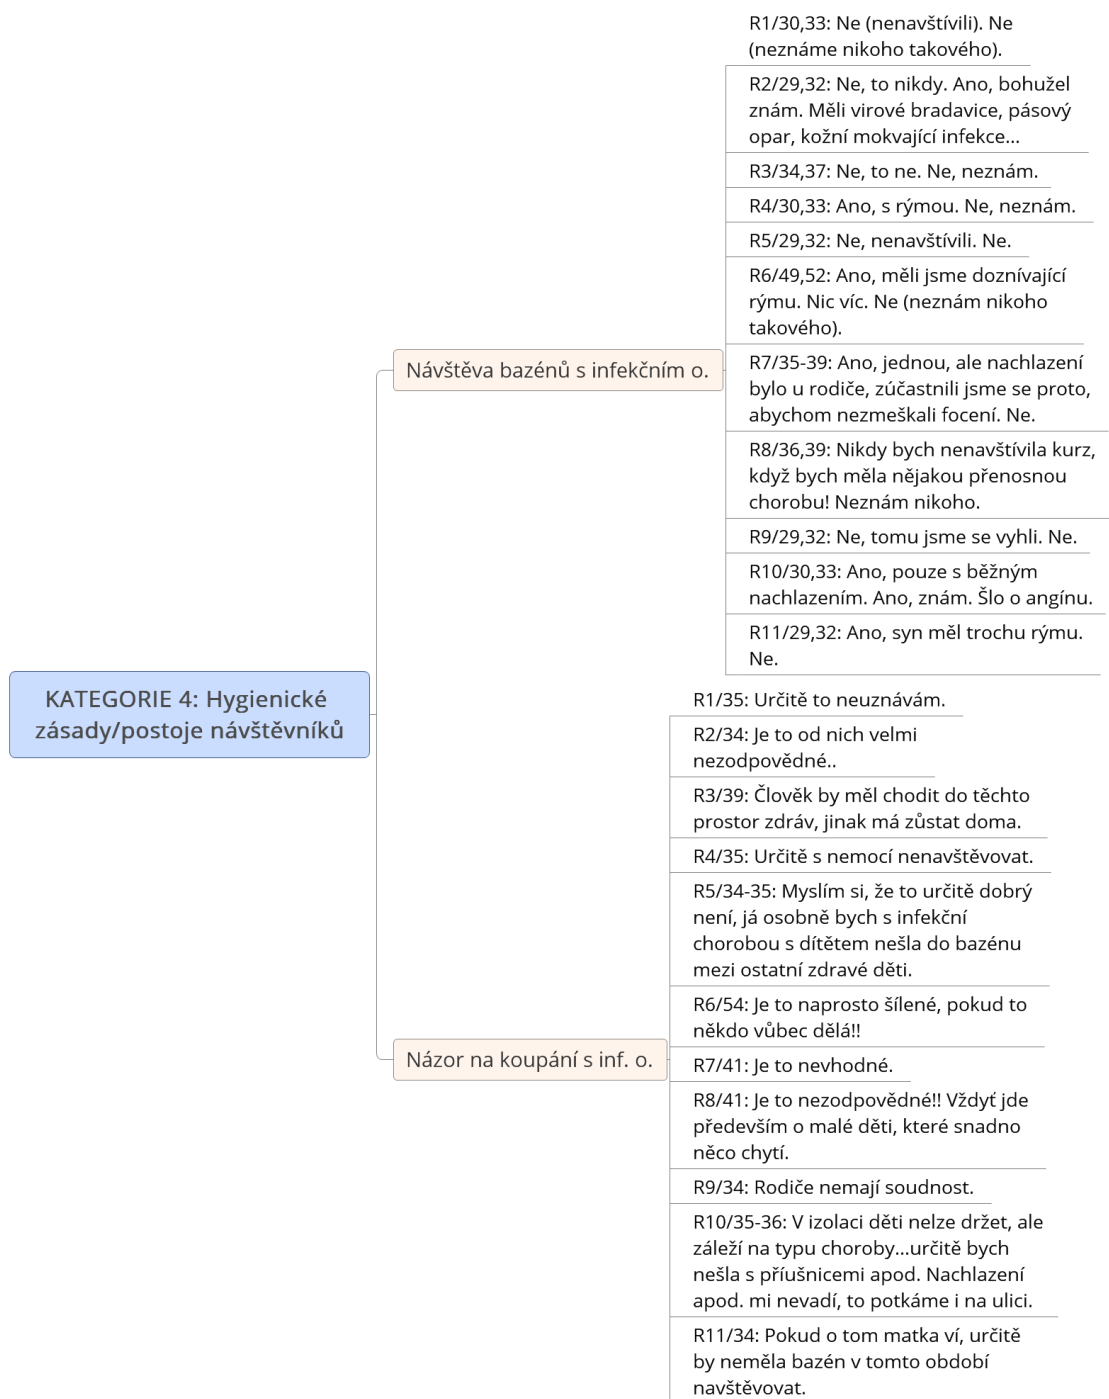 KATEGORIE 4: Hygienické
zásady/postoje návštěvníků
Návštěva bazénů s infekčním o.
R1/30,33: Ne (nenavštívili). Ne
(neznáme nikoho takového).
R2/29,32: Ne, to nikdy. Ano, bohužel
znám. Měli virové bradavice, pásový
opar, kožní mokvající infekce...
R3/34,37: Ne, to ne. Ne, neznám.
R4/30,33: Ano, s rýmou. Ne, neznám.
R5/29,32: Ne, nenavštívili. Ne.
R6/49,52: Ano, měli jsme doznívající
rýmu. Nic víc. Ne (neznám nikoho
takového).
R7/35-39: Ano, jednou, ale nachlazení
bylo u rodiče, zúčastnili jsme se proto,
abychom nezmeškali focení. Ne.
R8/36,39: Nikdy bych nenavštívila kurz,
když bych měla nějakou přenosnou
chorobu! Neznám nikoho.
R9/29,32: Ne, tomu jsme se vyhli. Ne.
R10/30,33: Ano, pouze s běžným
nachlazením. Ano, znám. Šlo o angínu.
R11/29,32: Ano, syn měl trochu rýmu.
Ne.
Názor na koupání s inf. o.
R1/35: Určitě to neuznávám.
R2/34: Je to od nich velmi
nezodpovědné..
R3/39: Člověk by měl chodit do těchto
prostor zdráv, jinak má zůstat doma.
R4/35: Určitě s nemocí nenavštěvovat.
R5/34-35: Myslím si, že to určitě dobrý
není, já osobně bych s infekční
chorobou s dítětem nešla do bazénu
mezi ostatní zdravé děti.
R6/54: Je to naprosto šílené, pokud to
někdo vůbec dělá!!
R7/41: Je to nevhodné.
R8/41: Je to nezodpovědné!! Vždyť jde
především o malé děti, které snadno
něco chytí.
R9/34: Rodiče nemají soudnost.
R10/35-36: V izolaci děti nelze držet, ale
záleží na typu choroby...určitě bych
nešla s příušnicemi apod. Nachlazení
apod. mi nevadí, to potkáme i na ulici.
R11/34: Pokud o tom matka ví, určitě
by neměla bazén v tomto období
navštěvovat.